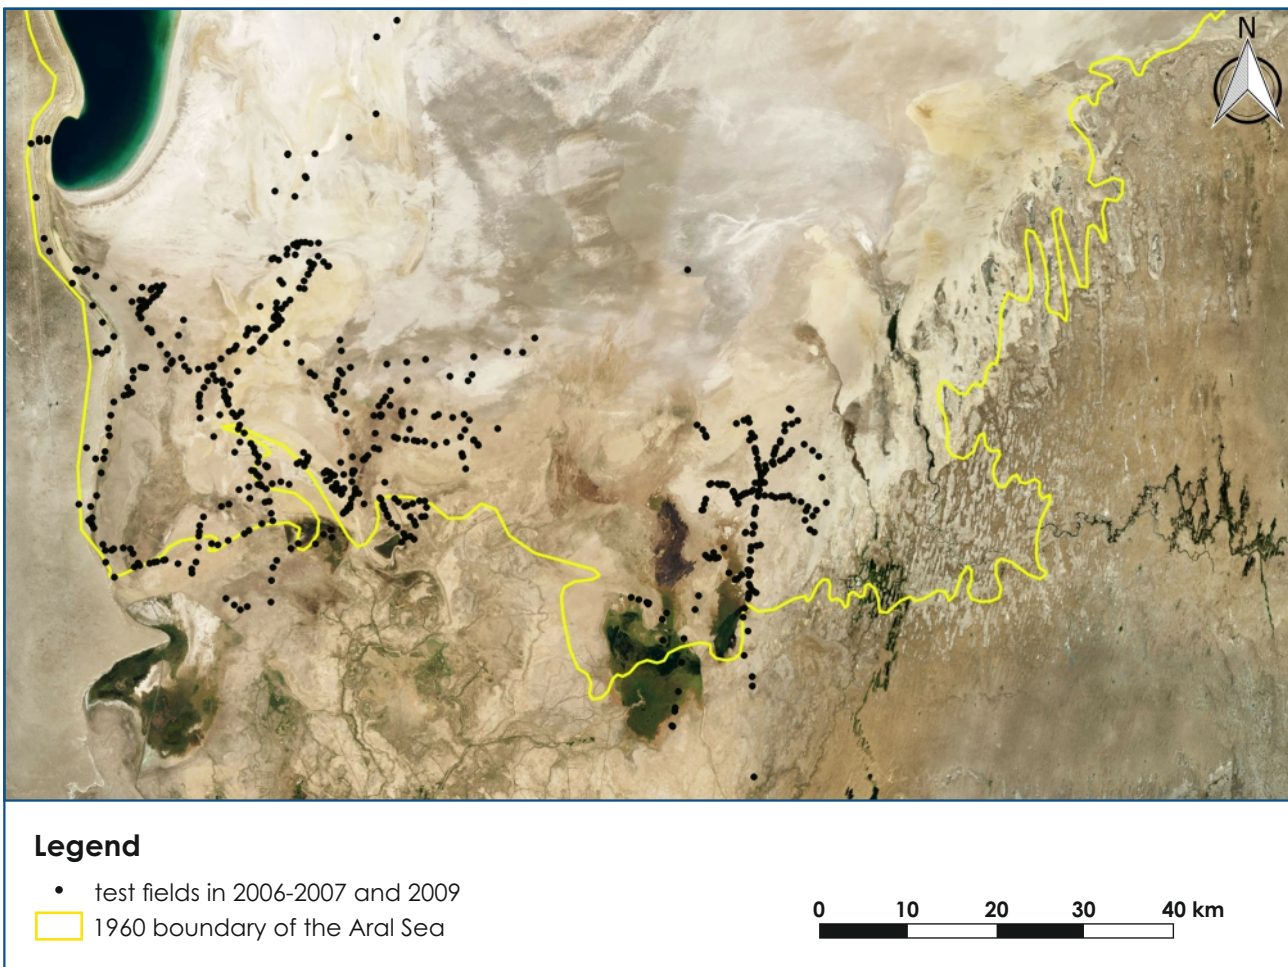 N
Legend
test fields in 2006-2007 and 2009
1960 boundary of the Aral Sea
0 10 20 30 40 km